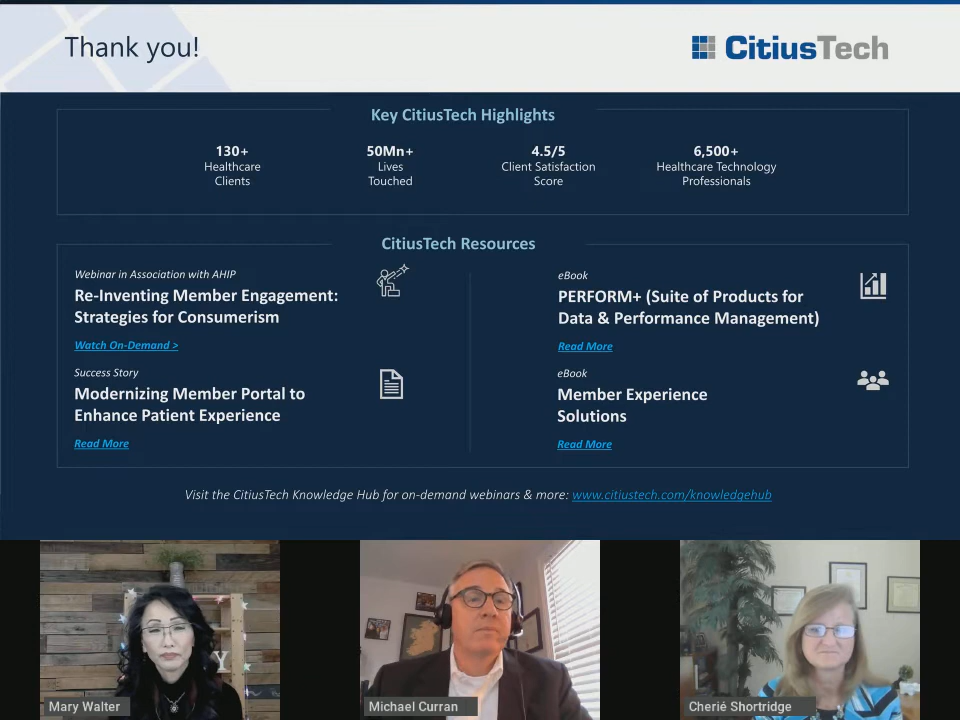 Thank you!
CitiusTech
Key CitiusTech Highlights
130+
Healthcare
Clients
50Mn+
Lives
Touched
4.5/5
Client Satisfaction
Score
6,500+
Healthcare Technology
Professionals
CitiusTech Resources
Webinar in Association with AHIP
Re-Inventing Member Engagement:
Strategies for Consumerism
Watch On-Demand >
Success Story
Modernizing Member Portal to
Enhance Patient Experience
Read More
eBook
PERFORM+ (Suite of Products for
Data & Performance Management)
Read More
eBook
Member Experience
Solutions
Read More
Visit the CitiusTech Knowledge Hub for on-demand webinars & more: www.citiustech.com/knowledgehub
Y
Mary Walter
Michael Curran
Cherié Shortridge